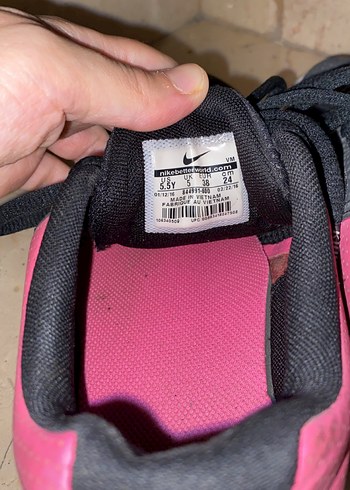 VM
nikebetterworld.com
US UK EUR cm
5.5Y 5 38 24
01/12/16 844991-600 02/22/16
MADE IN VIETNAM
FABRIQUE AU VIETNAM